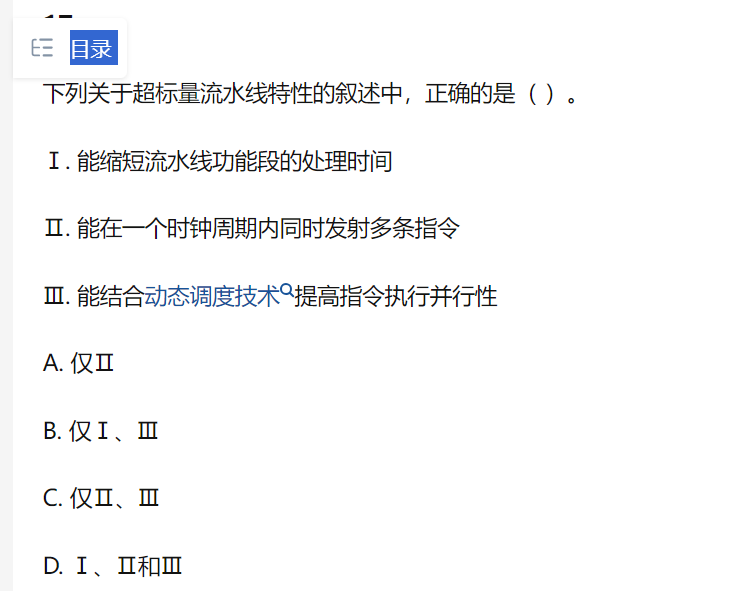 目录
下列关于超标量流水线特性的叙述中，正确的是（ ）。
Ⅰ. 能缩短流水线功能段的处理时间
Ⅱ. 能在一个时钟周期内同时发射多条指令
Ⅲ. 能结合动态调度技术提高指令执行并行性
A. 仅Ⅱ
B. 仅Ⅰ、Ⅲ
C. 仅Ⅱ、Ⅲ
D. Ⅰ、Ⅱ和Ⅲ